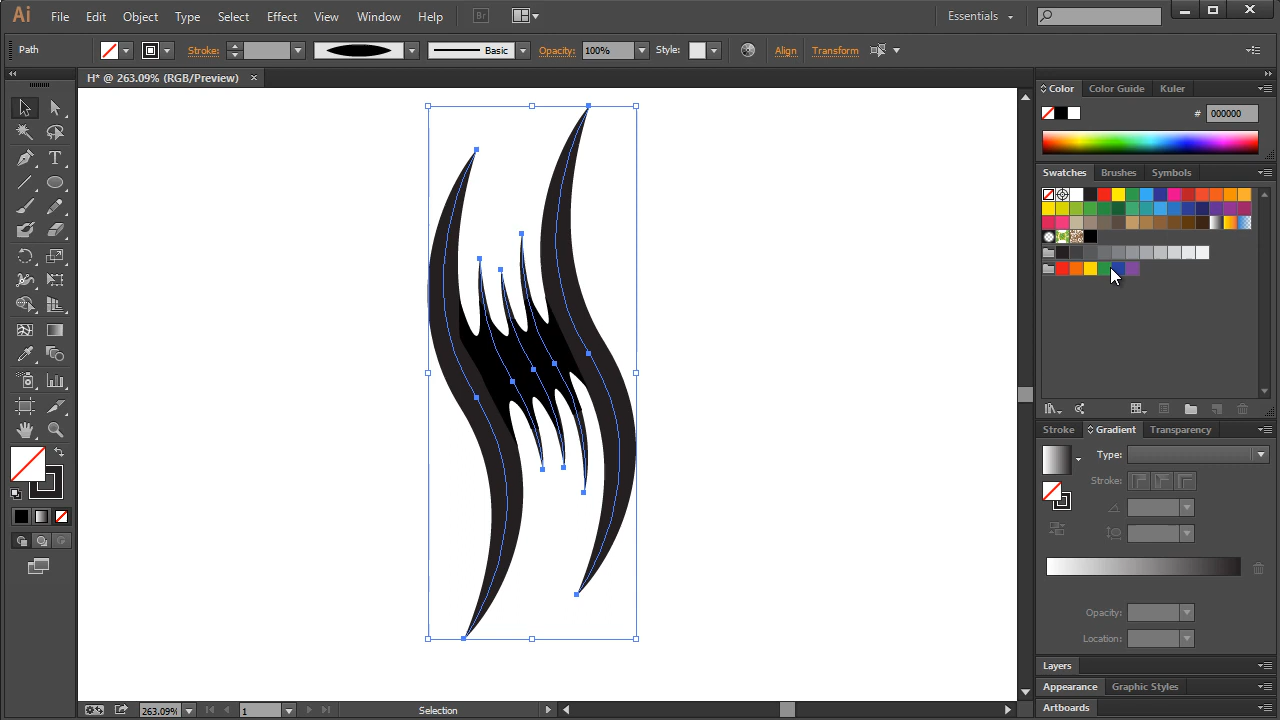 Ai File Edit Object Type Select Effect View Window Help Br Essentials
Path Stroke: Basic Opacity: 100% Style: Align Transform
H* @ 263.09% (RGB/Preview) ×
Color Color Guide Kuler
# 000000
Swatches Brushes Symbols
Stroke Gradient Transparency
Type:
Stroke:
Opacity:
Location:
Layers
Appearance Graphic Styles
Artboards
263.09% 1 Selection